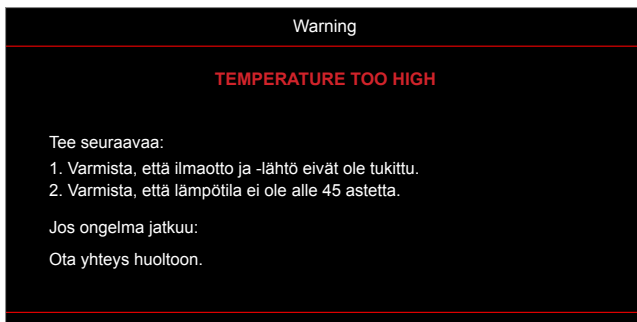 Warning
TEMPERATURE TOO HIGH
Tee seuraavaa:
1. Varmista, että ilmaotto ja -lähtö eivät ole tukittu.
2. Varmista, että lämpötila ei ole alle 45 astetta.
Jos ongelma jatkuu:
Ota yhteys huoltoon.